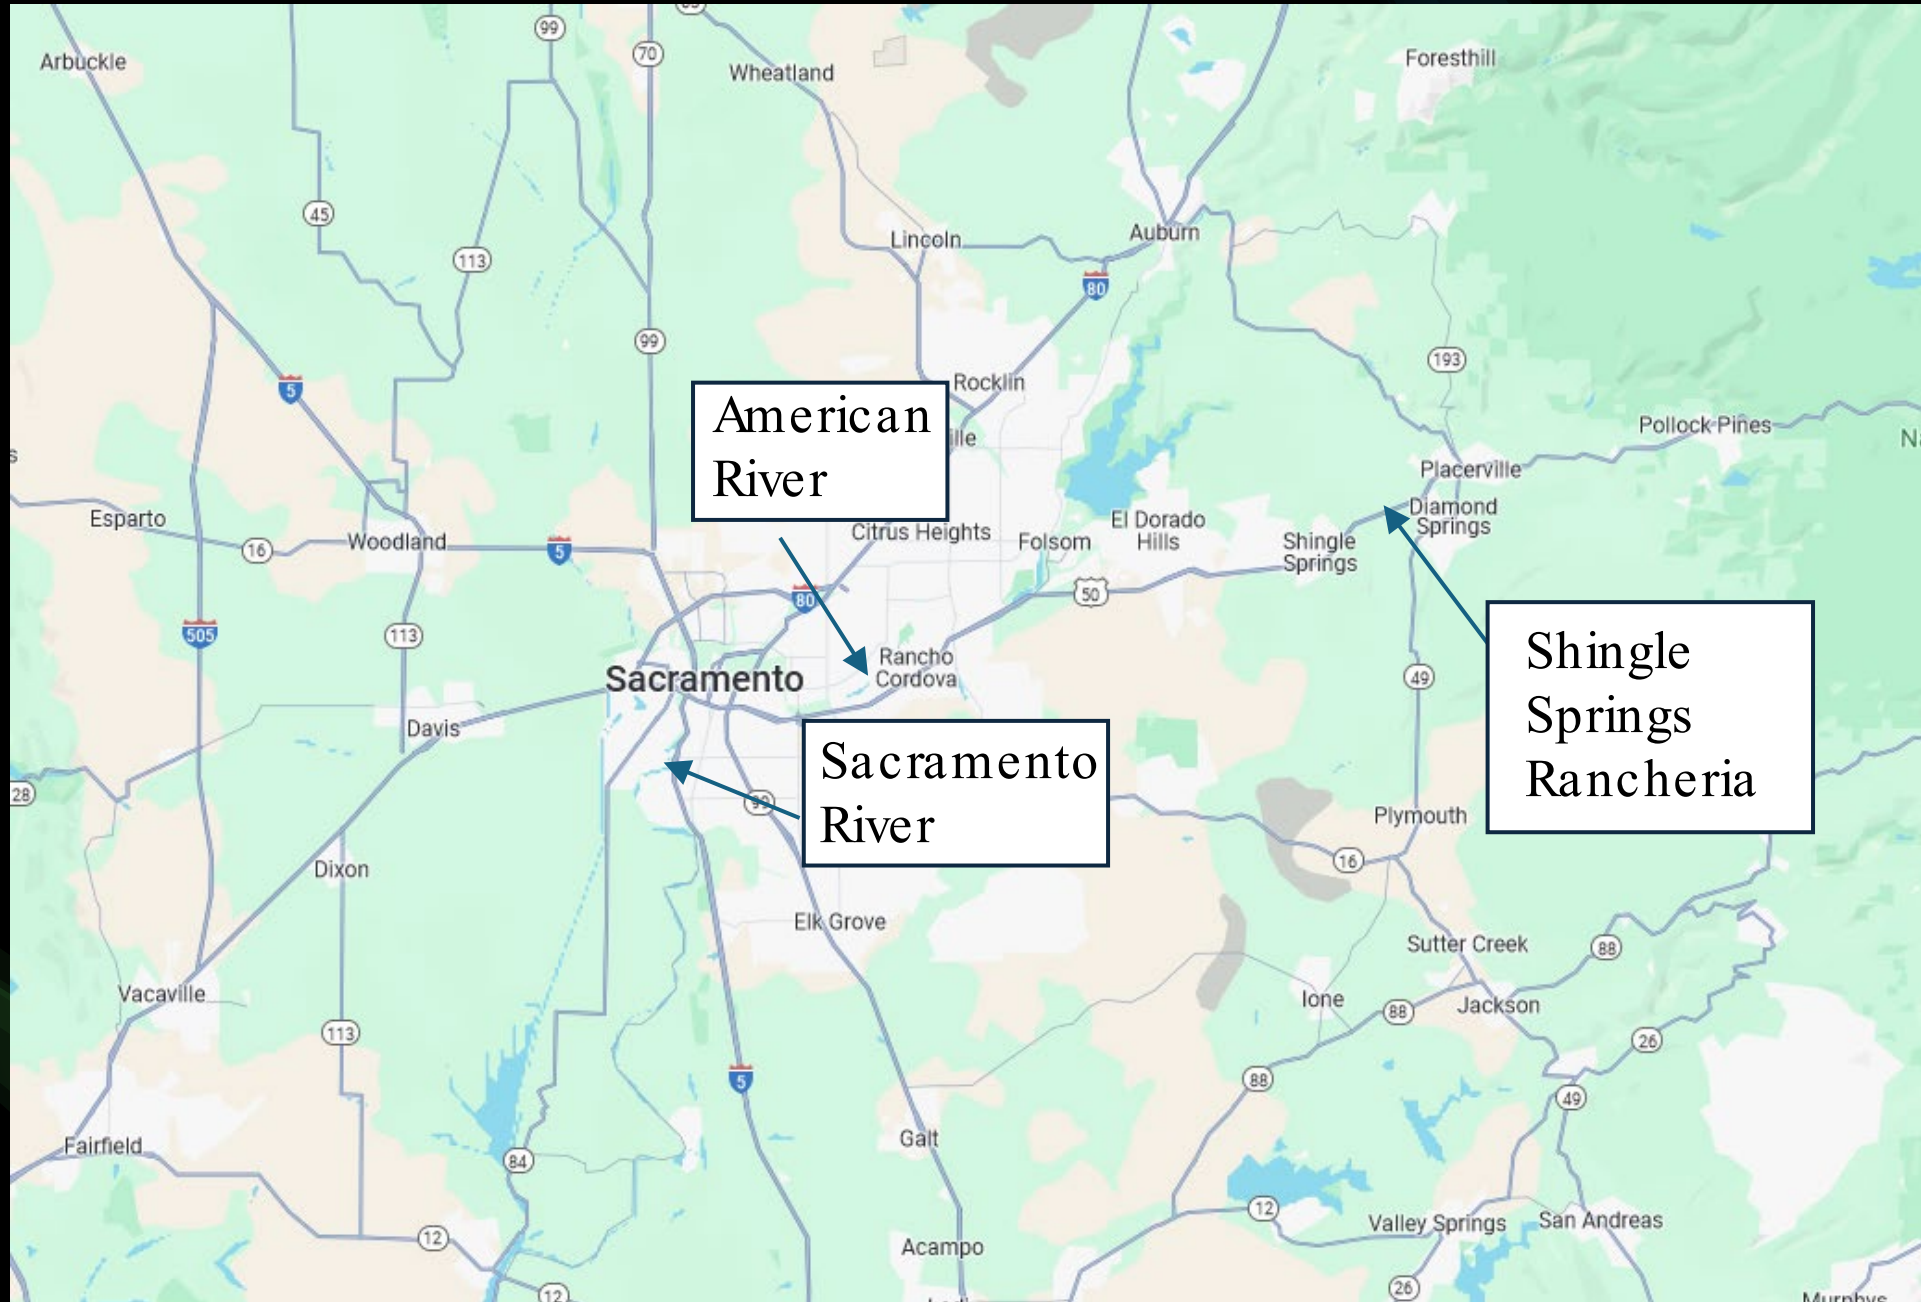 99
70
Arbuckle
Wheatland
Foresthill
45
113
Lincoln
Auburn
80
99
193
5
Rocklin
American
River
ille
Pollock Pines
Placerville
Diamond
Springs
Esparto
16
Woodland
5
Citrus Heights
Folsom
El Dorado
Hills
Shingle
Springs
50
80
505
113
Rancho
Cordova
Sacramento
49
Shingle
Springs
Rancheria
Davis
Sacramento
River
28
99
Plymouth
16
Dixon
Elk Grove
Sutter Creek
88
Vacaville
Ione
88
Jackson
113
26
5
88
49
Fairfield
Galt
84
12
12
Valley Springs
San Andreas
Acampo
26
12
Murphys